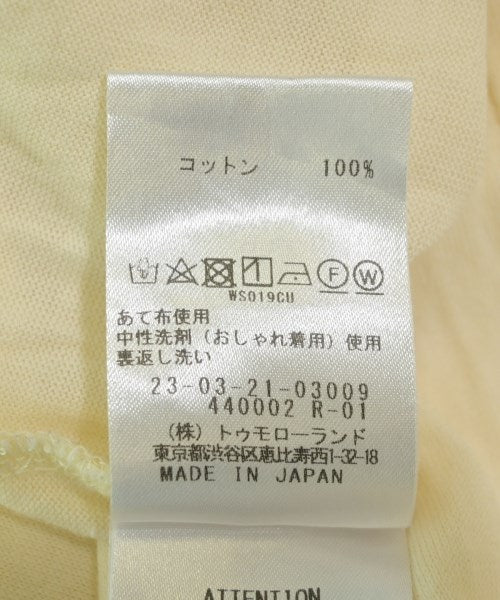 コットン 100%
F W
WS019CU
あて布使用
中性洗剤（おしゃれ着用）使用
裏返し洗い
23-03-21-03009
440002 R-01
（株）トゥモローランド
東京都渋谷区恵比寿西1-32-18
MADE IN JAPAN
ATTENTION